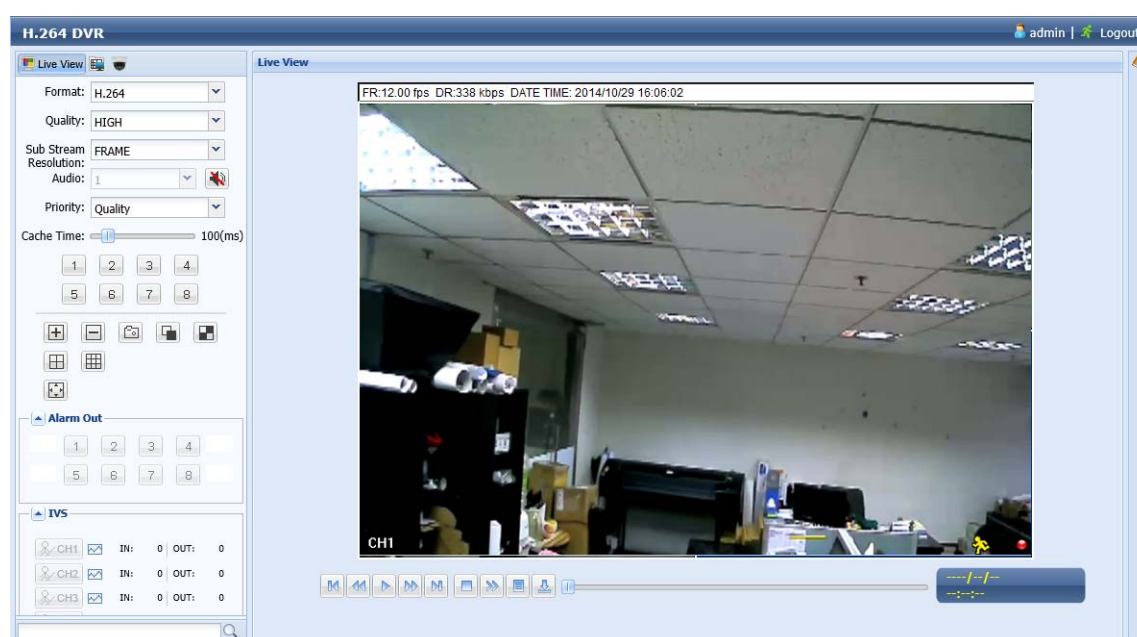 H.264 DVR
admin | Logout
Live View
Live View
Format: H.264
Quality: HIGH
Sub Stream Resolution: FRAME
Audio: 1
Priority: Quality
Cache Time: 100(ms)
1 2 3 4
5 6 7 8
Alarm Out
1 2 3 4
5 6 7 8
IVS
CH1 IN: 0 OUT: 0
CH2 IN: 0 OUT: 0
CH3 IN: 0 OUT: 0
FR:12.00 fps DR:338 kbps DATE TIME: 2014/10/29 16:06:02
CH1
----/--/--
--:--:--